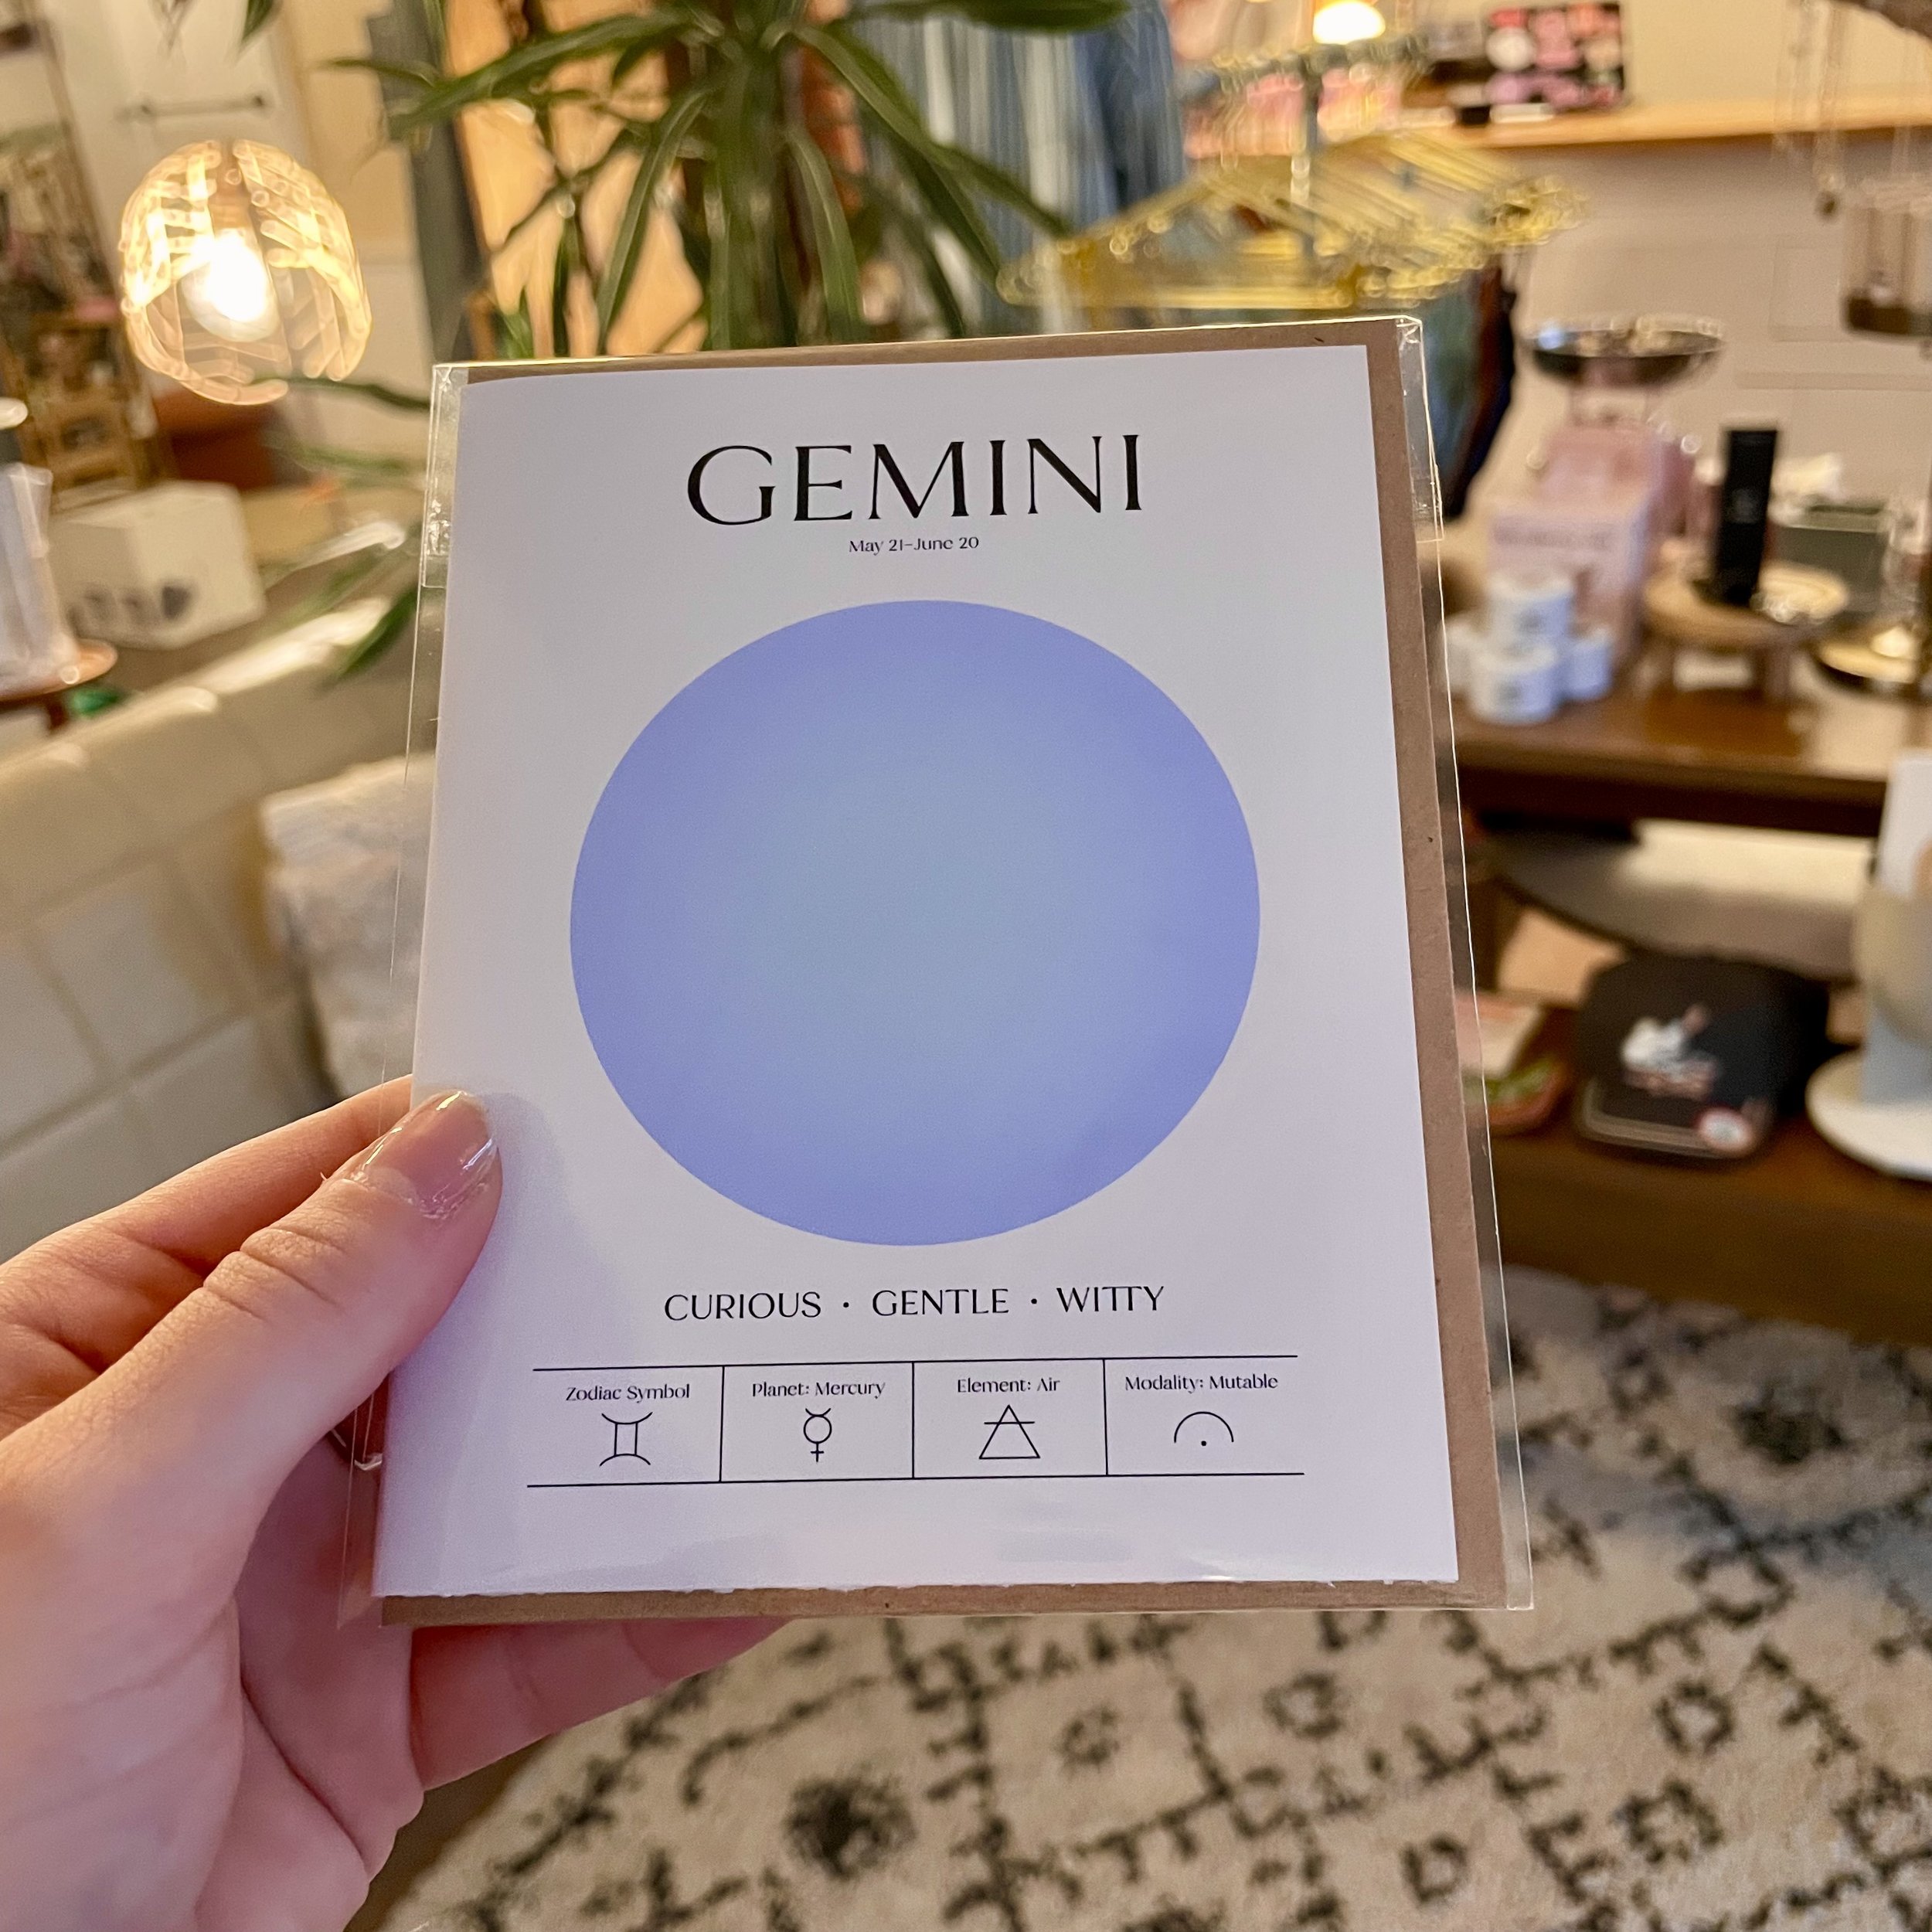 GEMINI
May 21–June 20
CURIOUS · GENTLE · WITTY
Zodiac Symbol
Planet: Mercury
Element: Air
Modality: Mutable